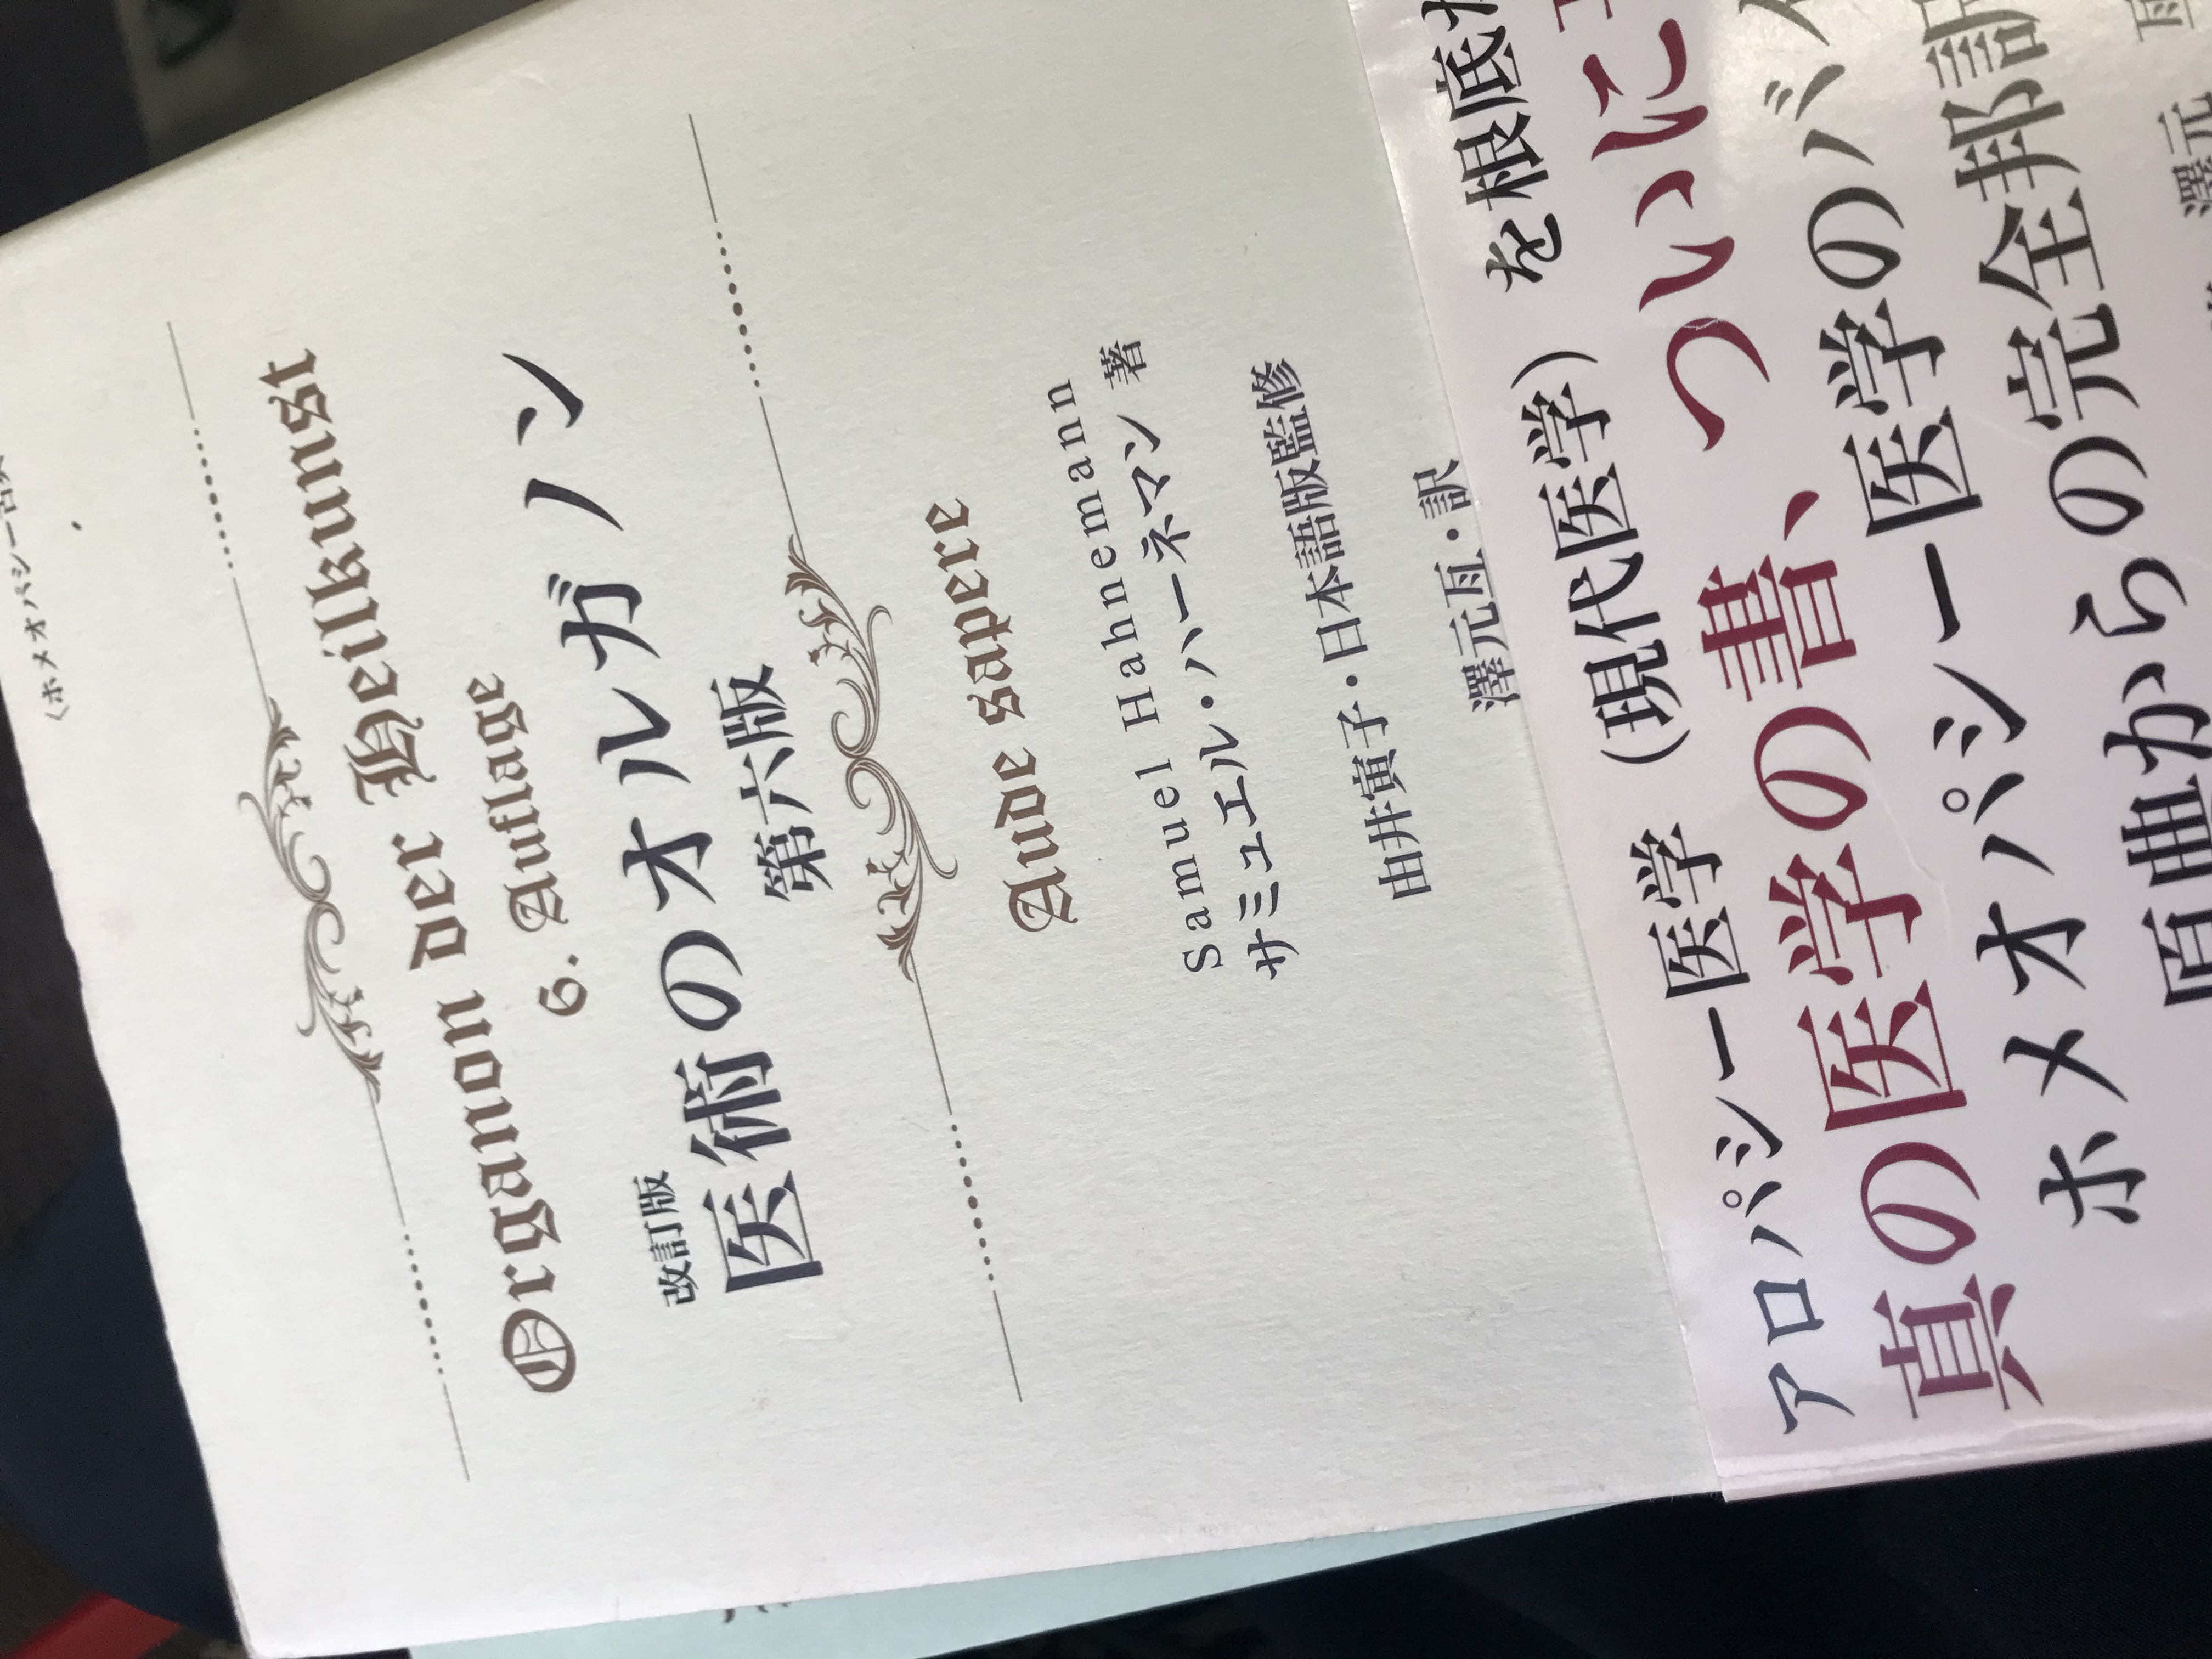 〈ホメオパシー古典
Organon der Heilkunst
6. Auflage
改訂版
医術のオルガノン
第六版
Aude sapere
Samuel Hahnemann
サミュエル・ハーネマン 著
由井寅子・日本語版監修
澤元亙・訳
アロパシー医学（現代医学）を根底
真の医学の書、ついに
ホメオパシー医学のバイ
原典からの完全邦訳
澤元